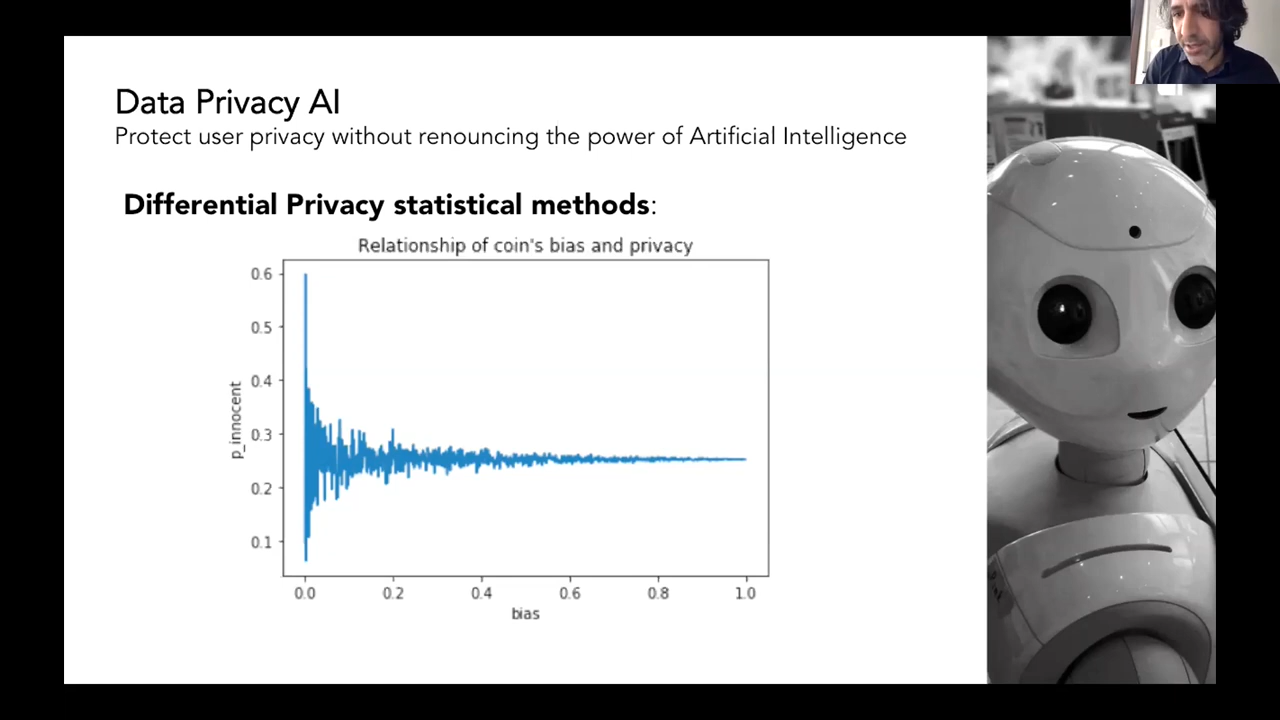 Data Privacy AI
Protect user privacy without renouncing the power of Artificial Intelligence
Differential Privacy statistical methods:
Relationship of coin's bias and privacy
0.6
0.5
0.4
0.3
0.2
0.1
p_innocent
0.0 0.2 0.4 0.6 0.8 1.0
bias